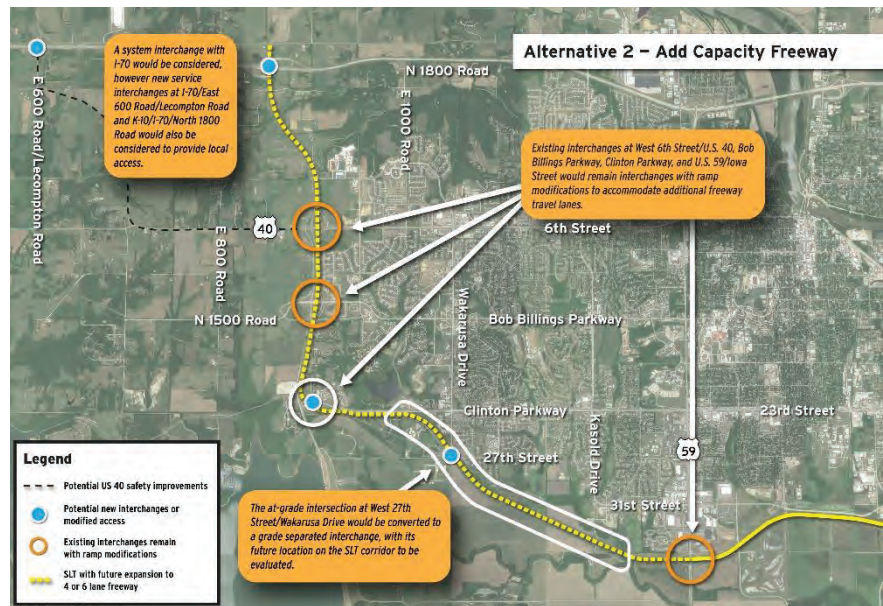 Alternative 2 – Add Capacity Freeway
A system interchange with
I-70 would be considered,
however new service
interchanges at I-70/East
600 Road/Lecompton Road
and K-10/I-70/North 1800
Road would also be
considered to provide local
access.
N 1800 Road
E 600 Road/Lecompton Road
E 1000 Road
Existing interchanges at West 6th Street/U.S. 40, Bob
Billings Parkway, Clinton Parkway, and U.S. 59/Iowa
Street would remain interchanges with ramp
modifications to accommodate additional freeway
travel lanes.
40
6th Street
E 800 Road
N 1500 Road
Wakarusa Drive
Bob Billings Parkway
Clinton Parkway
23rd Street
Kasold Drive
27th Street
59
31st Street
The at-grade intersection at West 27th
Street/Wakarusa Drive would be converted to
a grade separated interchange, with its
future location on the SLT corridor to be
evaluated.
Legend
Potential US 40 safety improvements
Potential new interchanges or
modified access
Existing interchanges remain
with ramp modifications
SLT with future expansion to
4 or 6 lane freeway